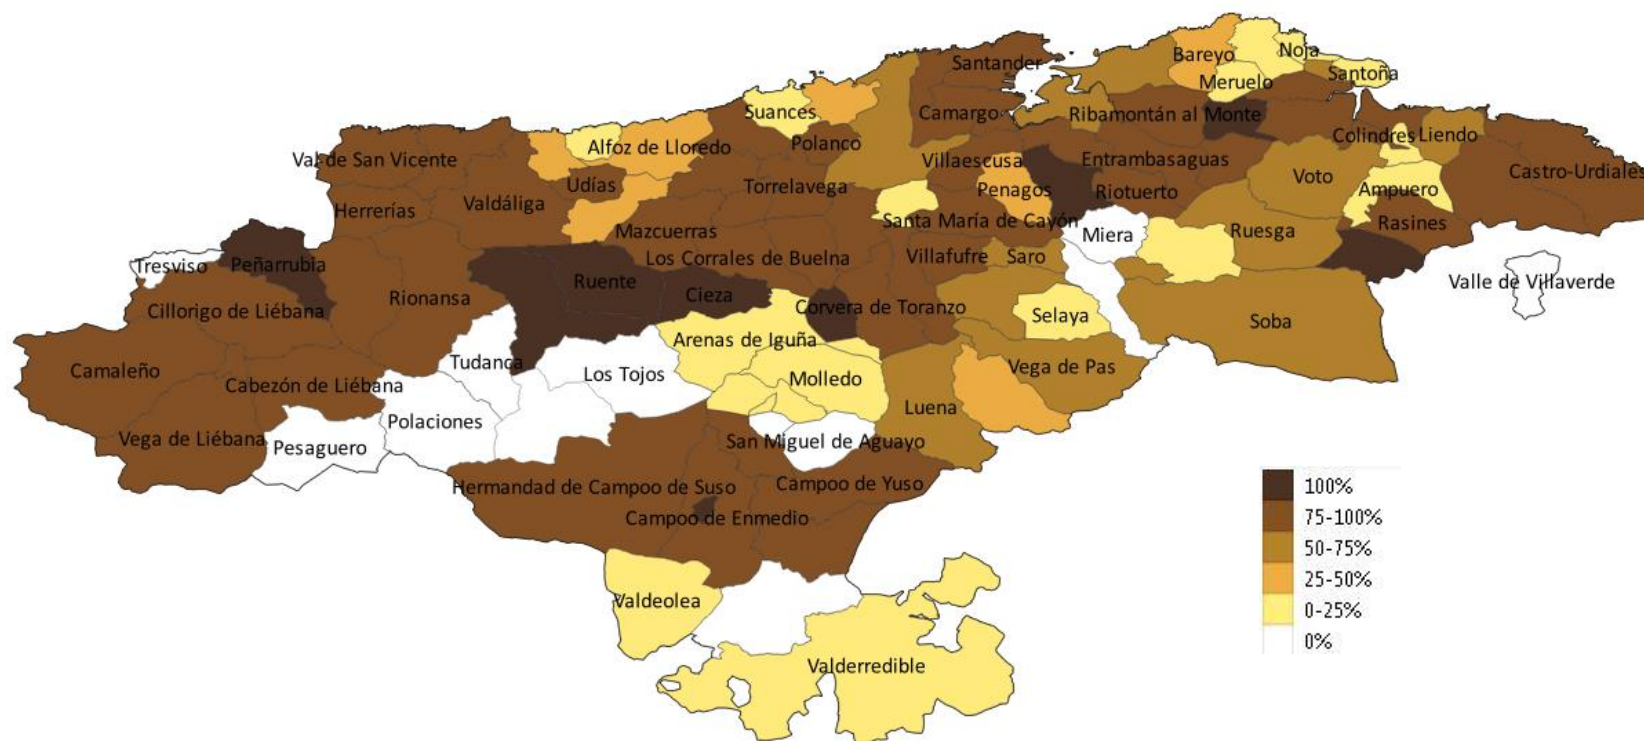 Noja
Bareyo
Santander
Santoña
Meruelo
Suances
Camargo
Ribamontán al Monte
Colindres
Liendo
Polanco
Alfoz de Lloredo
Val de San Vicente
Villaescusa
Entrambasaguas
Castro-Urdiales
Voto
Udías
Torrelavega
Penagos
Riotuerto
Ampuero
Valdáliga
Herrerías
Santa María de Cayón
Rasines
Mazcuerras
Miera
Ruesga
Los Corrales de Buelna
Villafufre
Saro
Tresviso
Peñarrubia
Ruente
Cieza
Valle de Villaverde
Rionansa
Cillorigo de Liébana
Corvera de Toranzo
Selaya
Soba
Arenas de Iguña
Tudanca
Camaleño
Los Tojos
Molledo
Vega de Pas
Cabezón de Liébana
Luena
Polaciones
Vega de Liébana
Pesaguero
San Miguel de Aguayo
Hermandad de Campoo de Suso
Campoo de Yuso
Campoo de Enmedio
Valdeolea
Valderredible
100%
75-100%
50-75%
25-50%
0-25%
0%